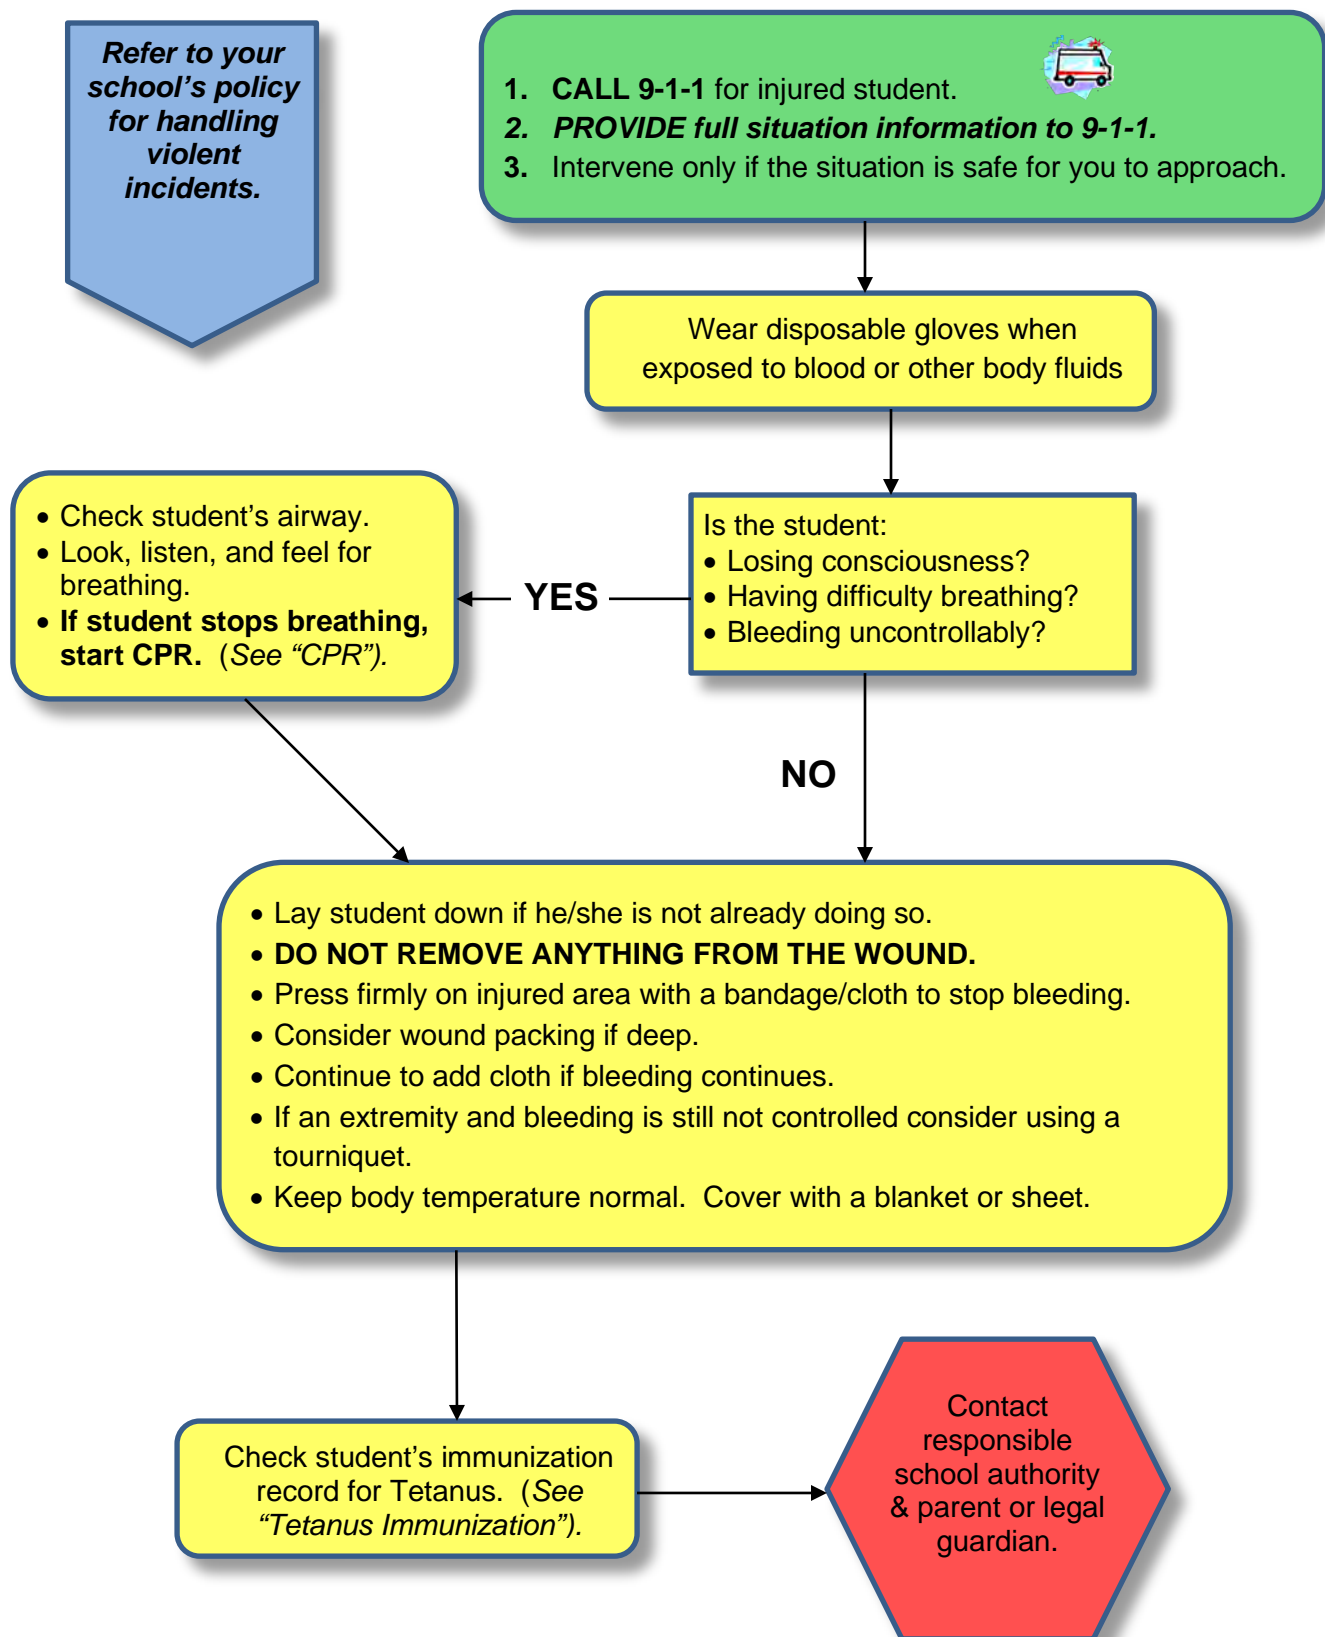 Refer to your
school’s policy
for handling
violent
incidents.
1. CALL 9-1-1 for injured student.
2. PROVIDE full situation information to 9-1-1.
3. Intervene only if the situation is safe for you to approach.
Wear disposable gloves when
exposed to blood or other body fluids
• Check student’s airway.
• Look, listen, and feel for
breathing.
• If student stops breathing,
start CPR. (See “CPR”).
YES
Is the student:
• Losing consciousness?
• Having difficulty breathing?
• Bleeding uncontrollably?
NO
• Lay student down if he/she is not already doing so.
• DO NOT REMOVE ANYTHING FROM THE WOUND.
• Press firmly on injured area with a bandage/cloth to stop bleeding.
• Consider wound packing if deep.
• Continue to add cloth if bleeding continues.
• If an extremity and bleeding is still not controlled consider using a
tourniquet.
• Keep body temperature normal. Cover with a blanket or sheet.
Check student’s immunization
record for Tetanus. (See
“Tetanus Immunization”).
Contact
responsible
school authority
& parent or legal
guardian.